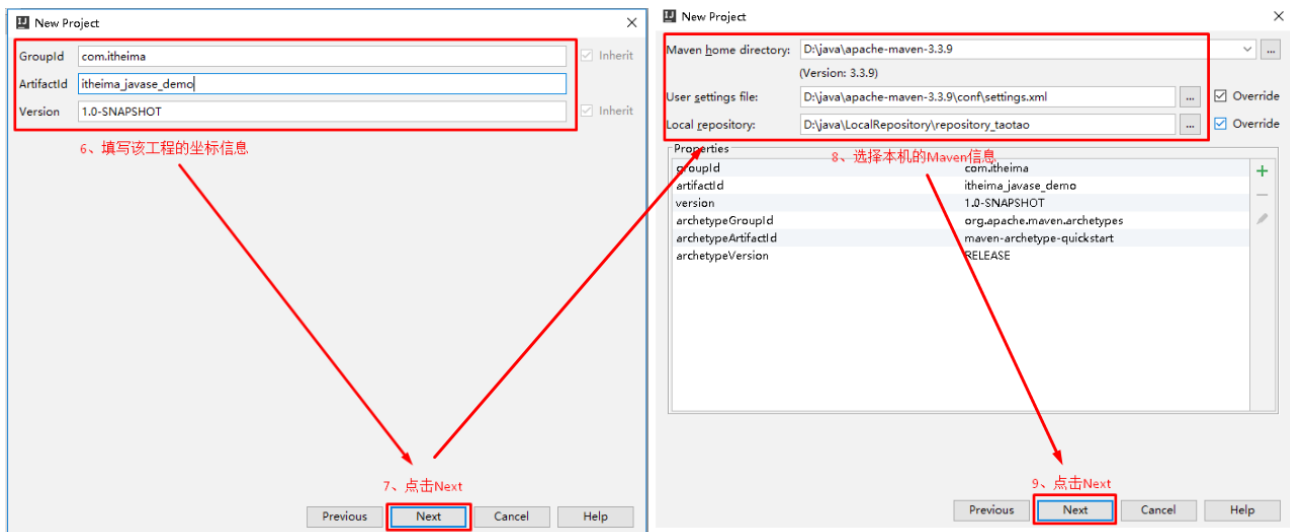 New Project
GroupId com.itheima Inherit
ArtifactId itheima_javase_demo
Version 1.0-SNAPSHOT Inherit
6、填写该工程的坐标信息
7、点击Next
Previous Next Cancel Help
New Project
Maven home directory: D:\java\apache-maven-3.3.9 ...
(Version: 3.3.9)
User settings file: D:\java\apache-maven-3.3.9\conf\settings.xml ... Override
Local repository: D:\java\LocalRepository\repository_taotao ... Override
Properties
8、选择本机的Maven信息
groupId com.itheima
artifactId itheima_javase_demo
version 1.0-SNAPSHOT
archetypeGroupId org.apache.maven.archetypes
archetypeArtifactId maven-archetype-quickstart
archetypeVersion RELEASE
9、点击Next
Previous Next Cancel Help